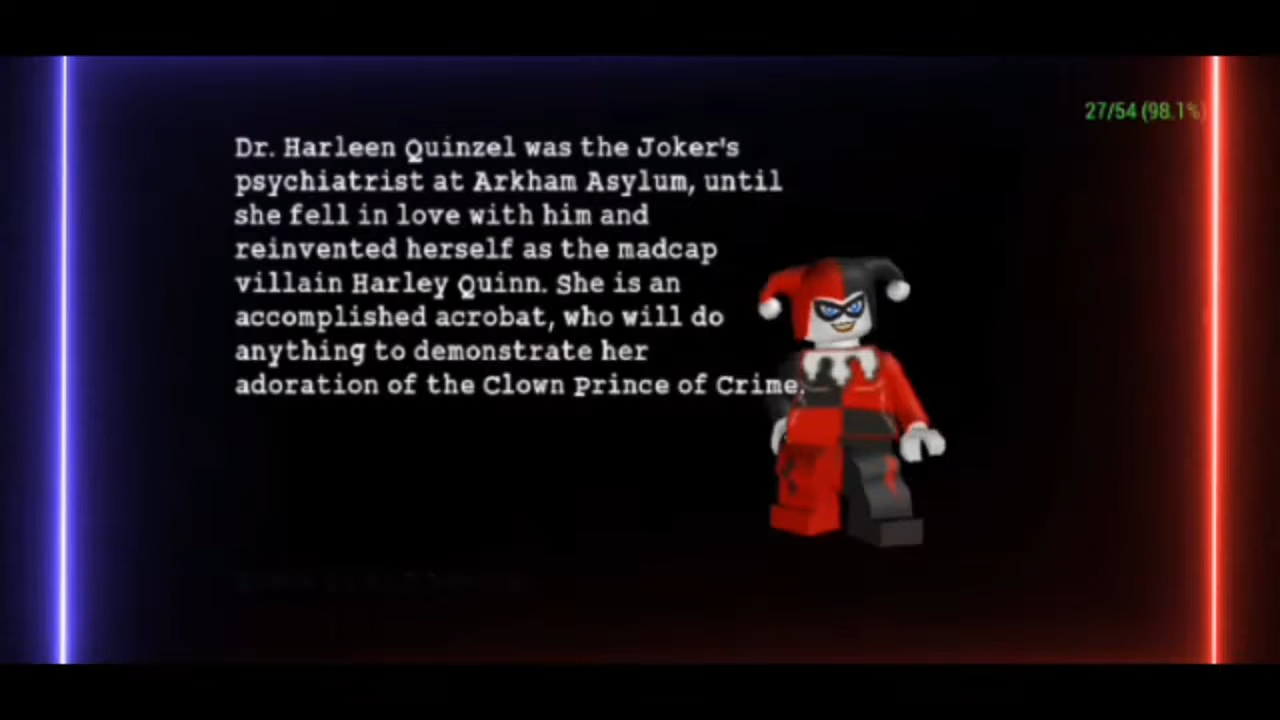 27/54 (98.1%)
Dr. Harleen Quinzel was the Joker's
psychiatrist at Arkham Asylum, until
she fell in love with him and
reinvented herself as the madcap
villain Harley Quinn. She is an
accomplished acrobat, who will do
anything to demonstrate her
adoration of the Clown Prince of Crime.